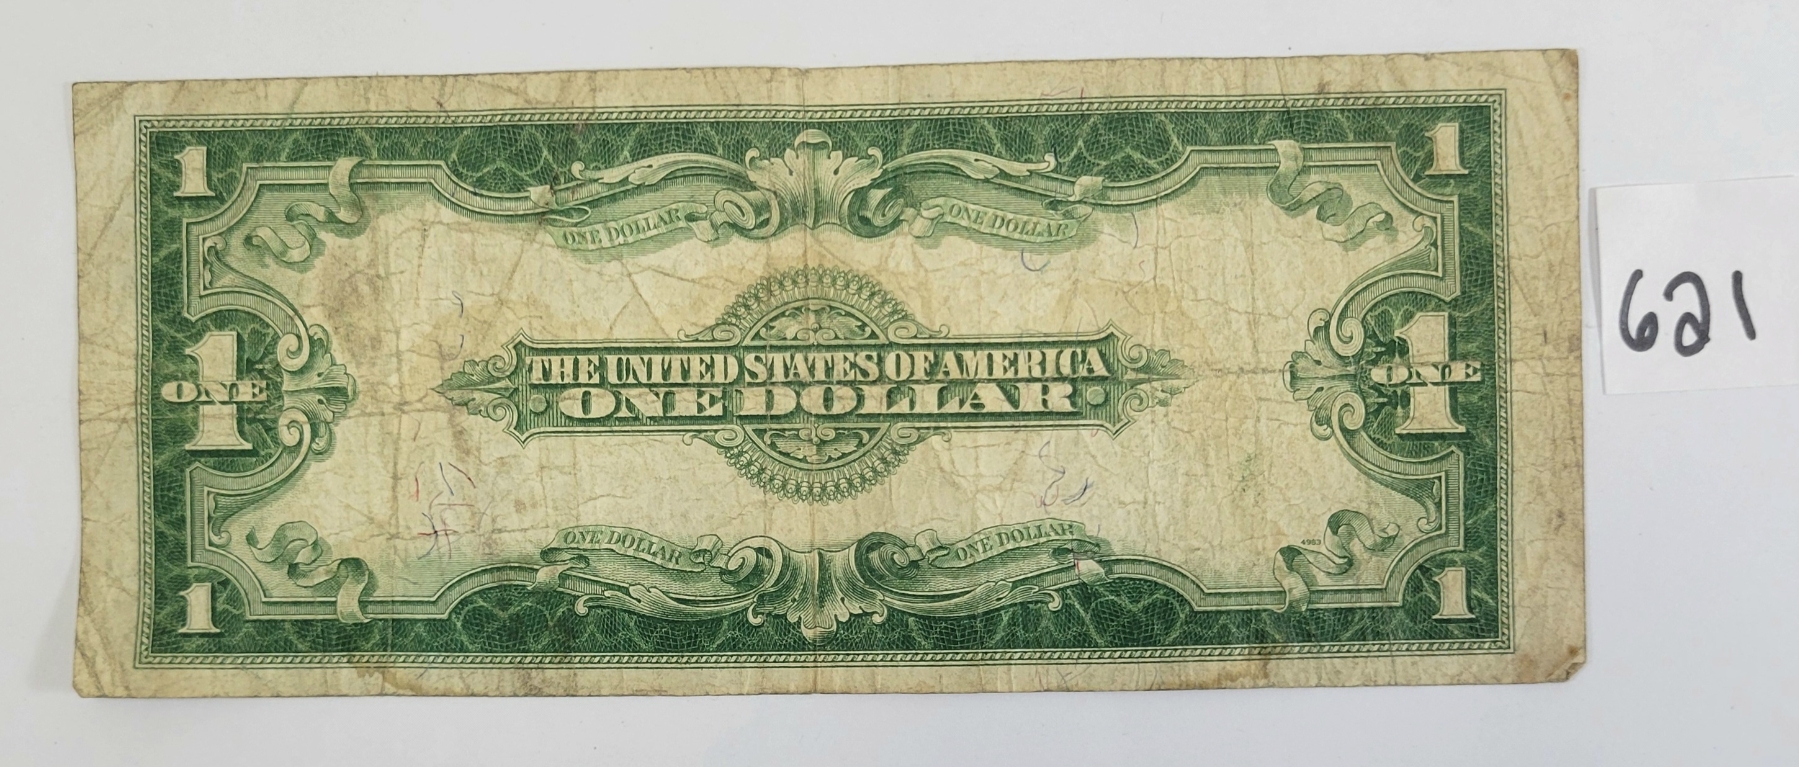 1 1
ONE DOLLAR ONE DOLLAR
THE UNITED STATES OF AMERICA
1 ONE ONE DOLLAR 1 ONE
ONE DOLLAR ONE DOLLAR
4983
1 1
621